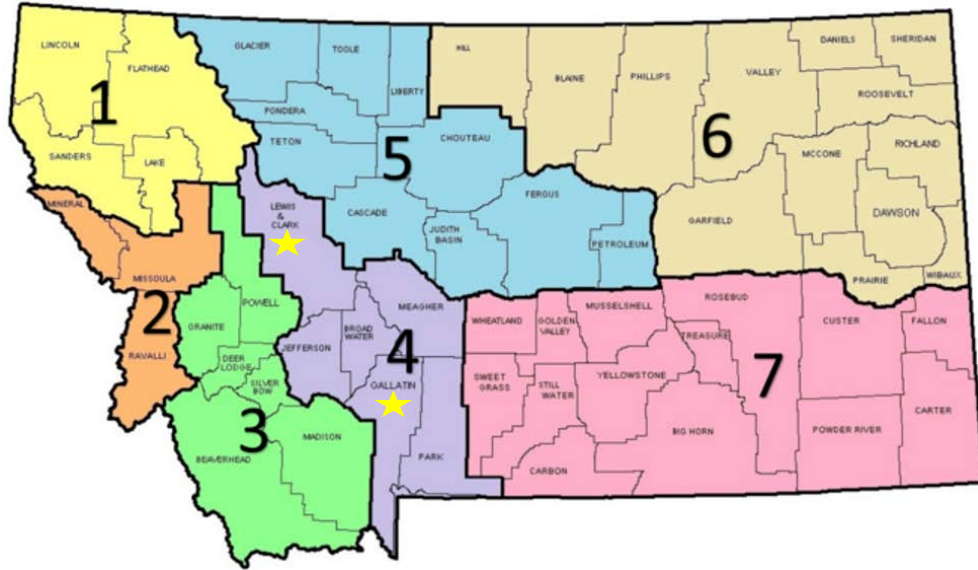 LINCOLN
FLATHEAD
1
SANDERS
LAKE
GLACIER
TOOLE
LIBERTY
PONDERA
TETON
5
CHOUTEAU
CASCADE
JUDITH
BASIN
FERGUS
PETROLEUM
HILL
BLAINE
PHILLIPS
VALLEY
DANIELS
SHERIDAN
ROOSEVELT
6
MCCONE
RICHLAND
GARFIELD
DAWSON
PRAIRIE
WIBAUX
MINERAL
MISSOULA
2
RAVALLI
POWELL
GRANITE
DEER
LODGE
SILVER
BOW
3
MADISON
BEAVERHEAD
LEWIS
&
CLARK
MEAGHER
BROAD
WATER
JEFFERSON
4
GALLATIN
PARK
WHEATLAND
GOLDEN
VALLEY
MUSSELSHELL
ROSEBUD
TREASURE
CUSTER
FALLON
SWEET
GRASS
STILL
WATER
YELLOWSTONE
7
CARTER
POWDER RIVER
BIG HORN
CARBON